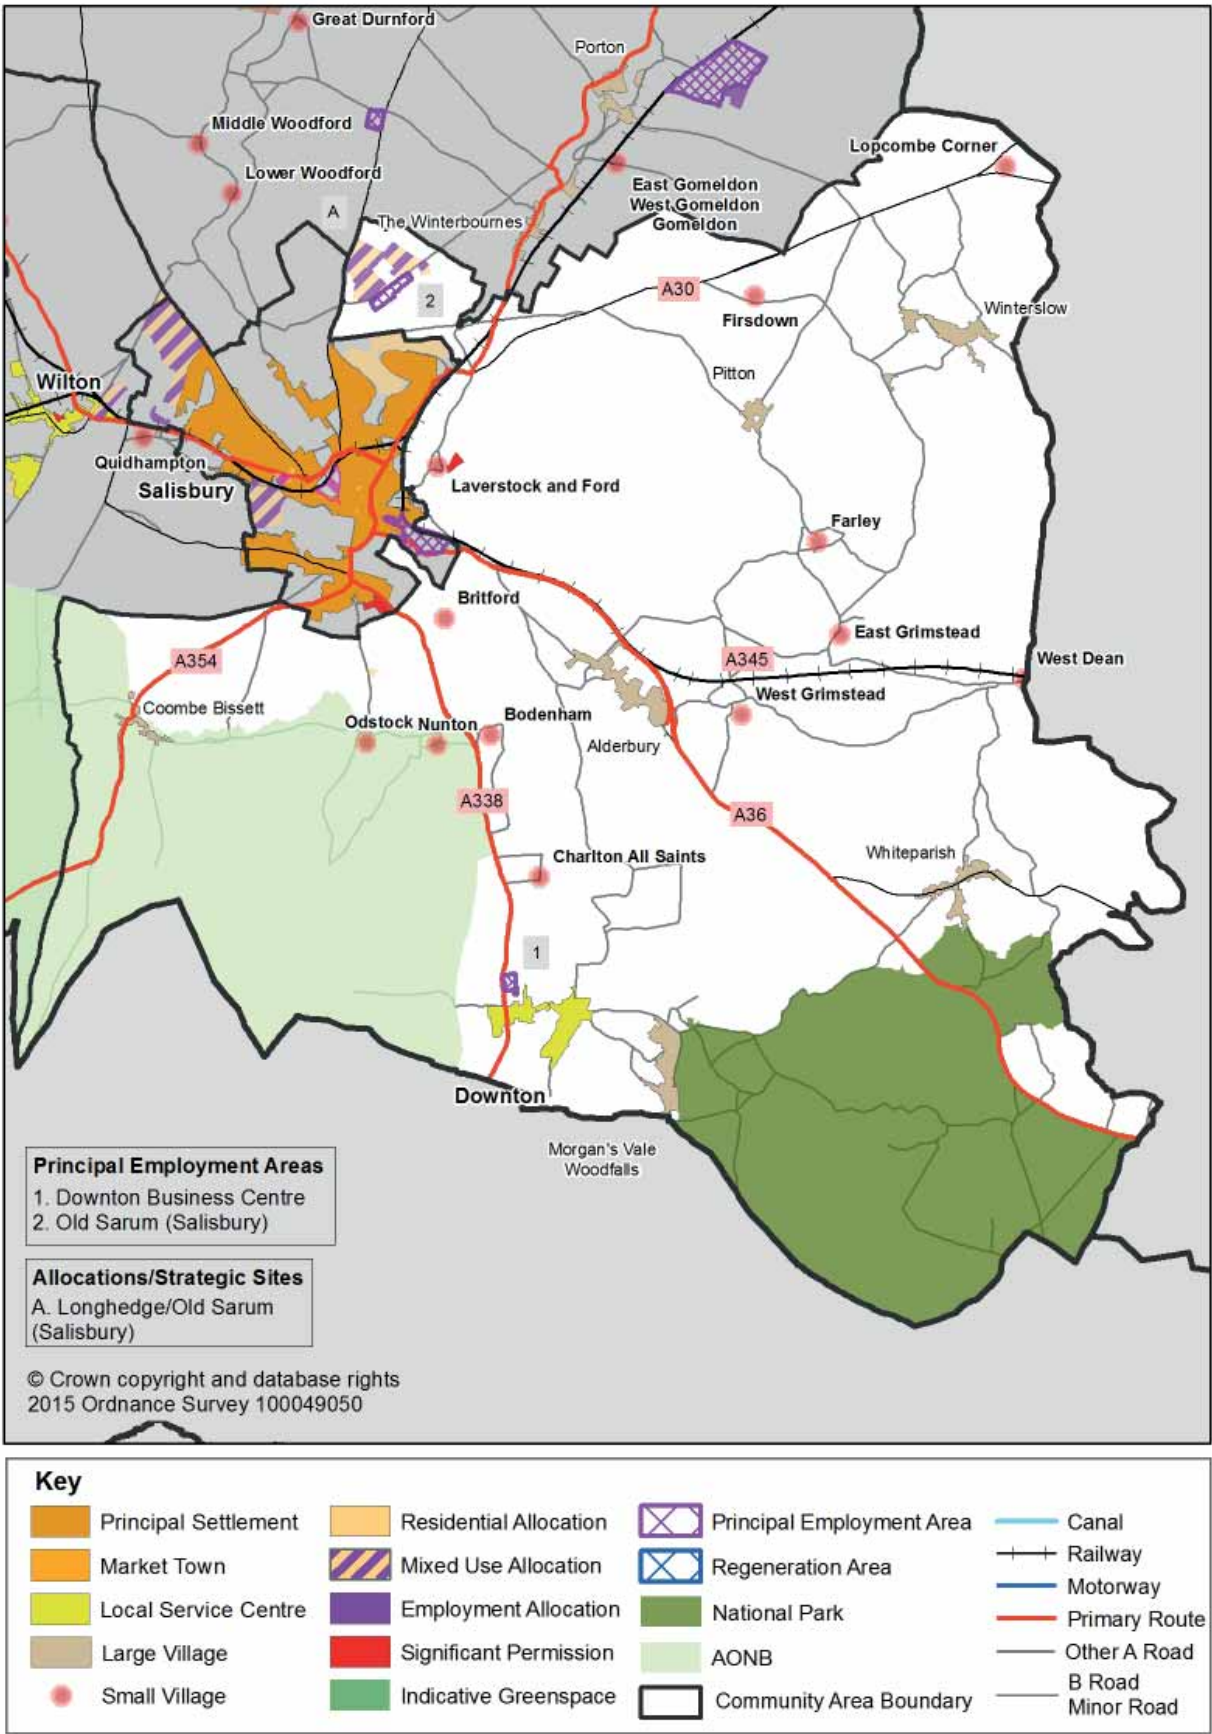 Great Durnford
Porton
Middle Woodford
Lopcombe Corner
Lower Woodford
East Gomeldon
West Gomeldon
Gomeldon
A
The Winterbournes
2
A30
Firsdown
Winterslow
Wilton
Pitton
Quidhampton
Salisbury
Laverstock and Ford
Farley
Britford
East Grimstead
A354
A345
West Dean
West Grimstead
Coombe Bissett
Odstock
Nunton
Bodenham
Alderbury
A338
A36
Charlton All Saints
Whiteparish
1
Downton
Morgan's Vale
Woodfalls
Principal Employment Areas
1. Downton Business Centre
2. Old Sarum (Salisbury)
Allocations/Strategic Sites
A. Longhedge/Old Sarum
(Salisbury)
© Crown copyright and database rights
2015 Ordnance Survey 100049050
Key
Principal Settlement
Market Town
Local Service Centre
Large Village
Small Village
Residential Allocation
Mixed Use Allocation
Employment Allocation
Significant Permission
Indicative Greenspace
Principal Employment Area
Regeneration Area
National Park
AONB
Community Area Boundary
Canal
Railway
Motorway
Primary Route
Other A Road
B Road
Minor Road